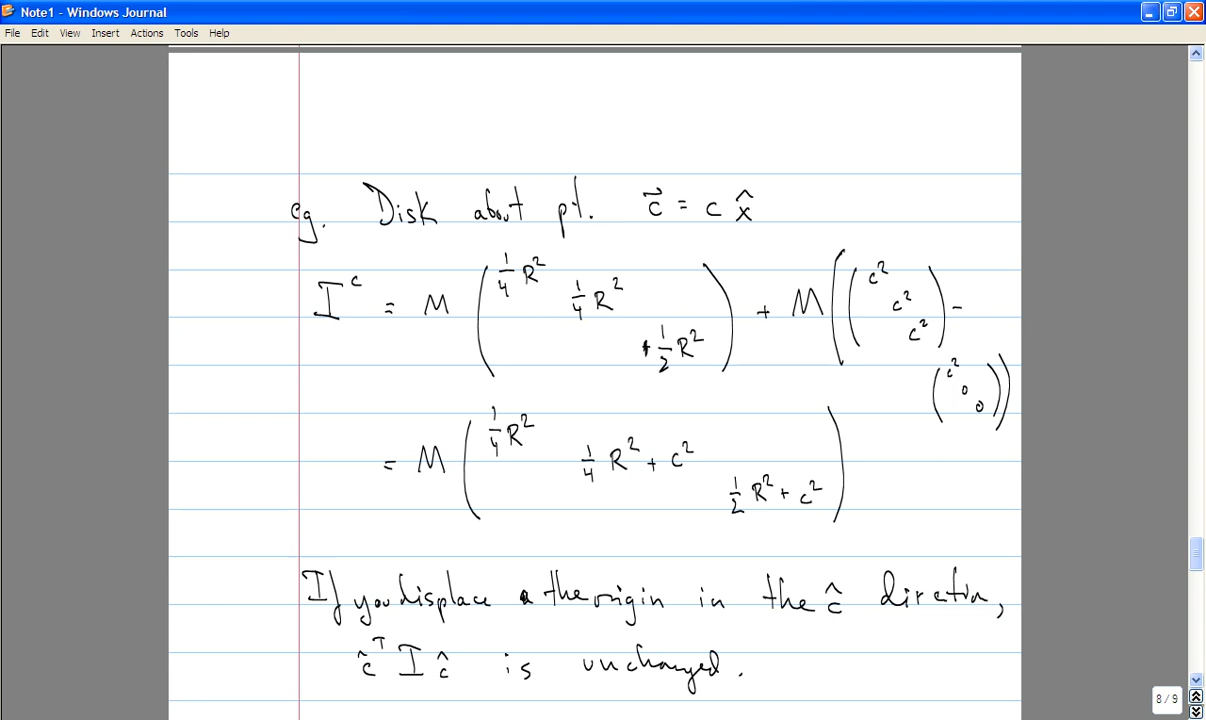 Note1 - Windows Journal
File Edit View Insert Actions Tools Help
eg. Disk about pt. c⃗ = c x̂
I^c = M ( 1/4 R² 1/4 R² 1/2 R² ) + M ( ( c² c² c² ) -
( c² 0 0 ) )
= M ( 1/4 R² 1/4 R² + c² 1/2 R² + c² )
If you displace the origin in the ĉ direction,
ĉ^T I ĉ is unchanged.
8 / 9